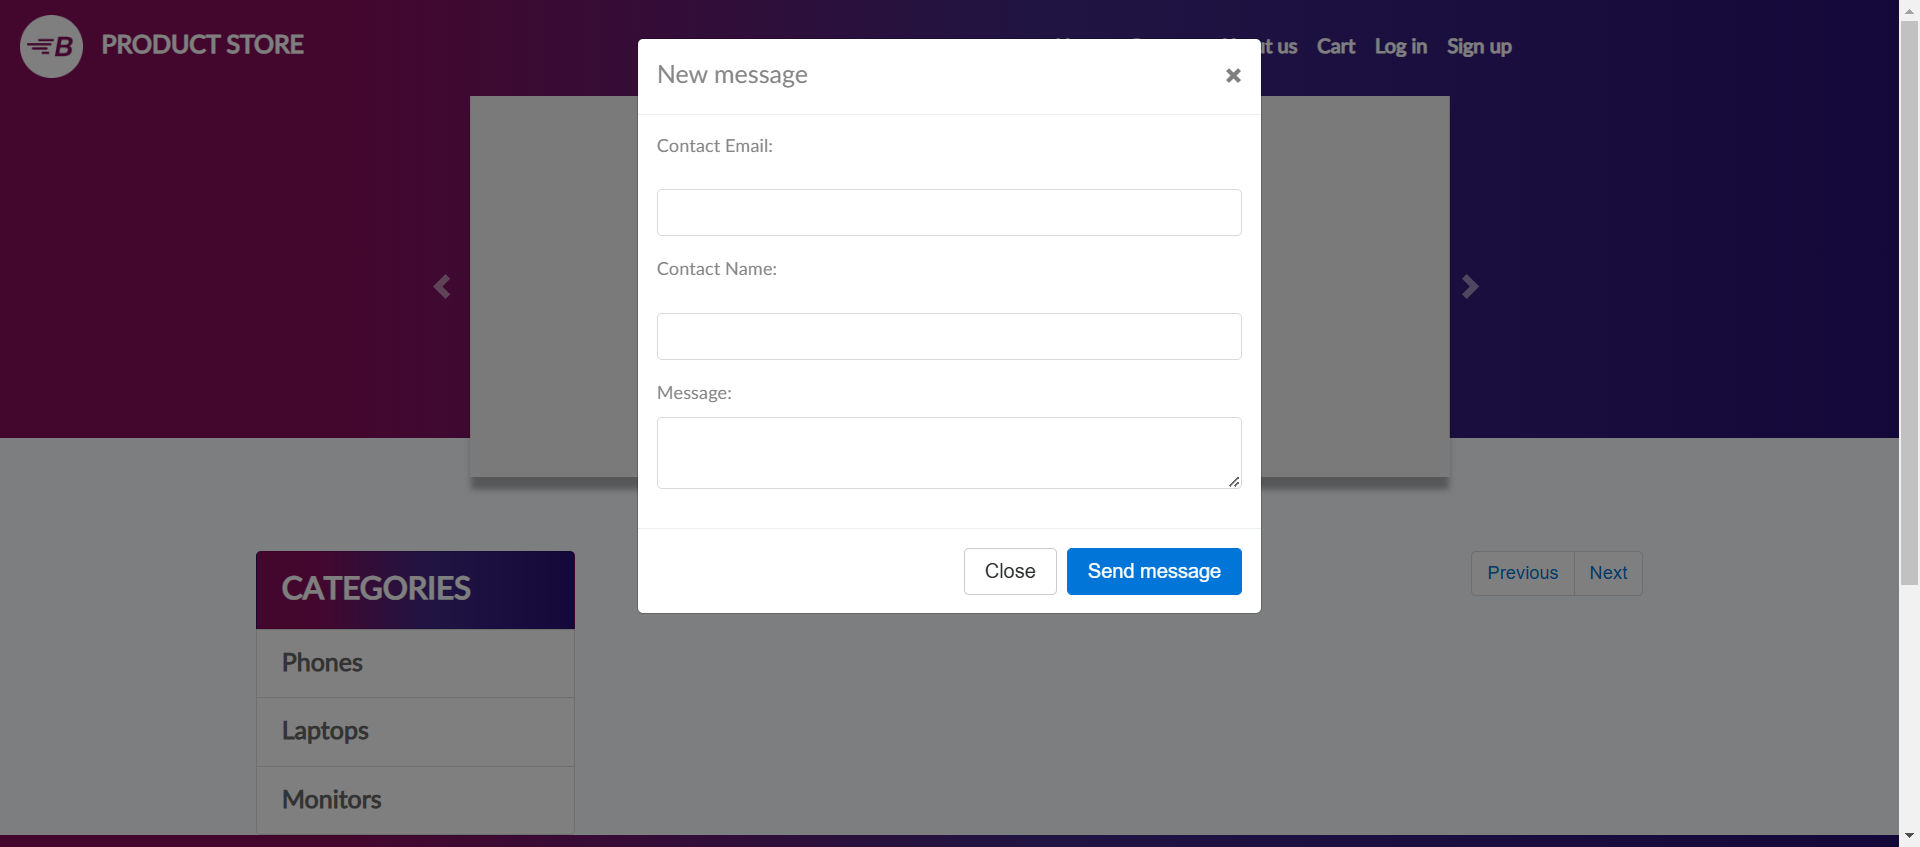 B PRODUCT STORE
t us Cart Log in Sign up
New message
Contact Email:
Contact Name:
Message:
Close Send message
Previous Next
CATEGORIES
Phones
Laptops
Monitors